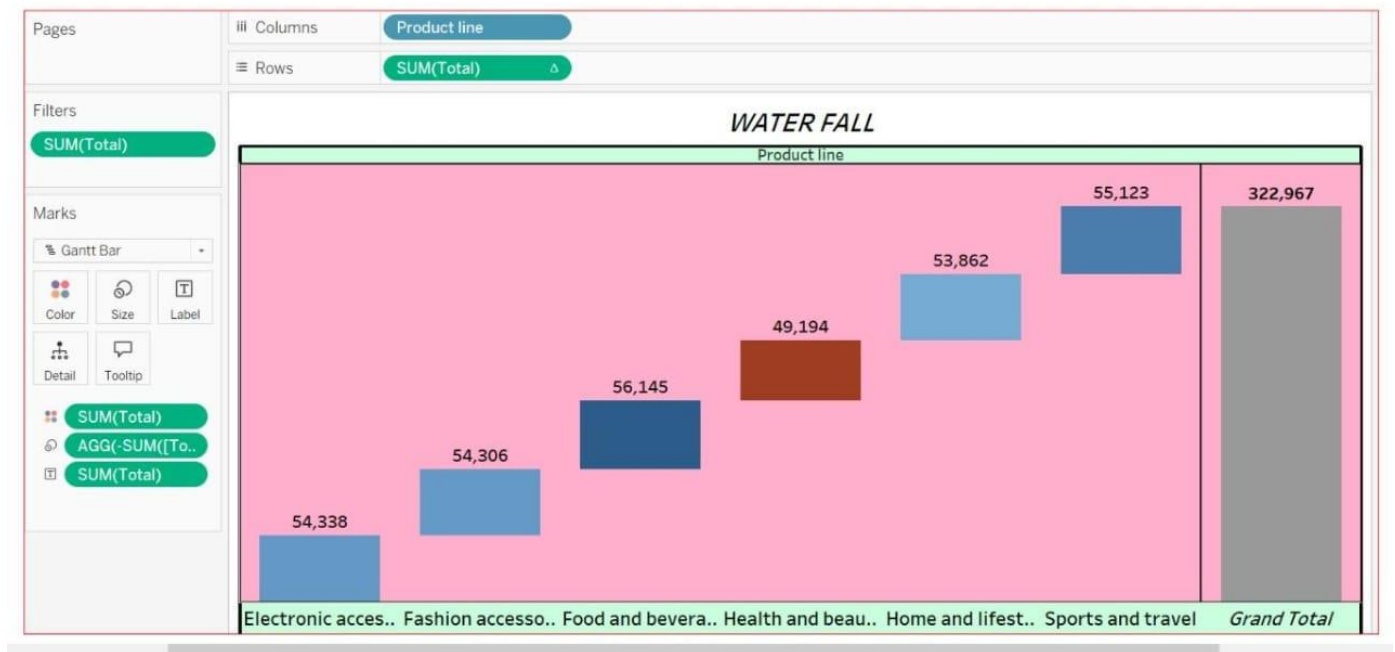 Pages
iii Columns
Product line
≡ Rows
SUM(Total) Δ
Filters
SUM(Total)
Marks
Gantt Bar
Color Size Label
Detail Tooltip
SUM(Total)
AGG(-SUM([To..
SUM(Total)
WATER FALL
Product line
55,123
322,967
53,862
49,194
56,145
54,306
54,338
Electronic acces.. Fashion accesso.. Food and bevera.. Health and beau.. Home and lifest.. Sports and travel Grand Total